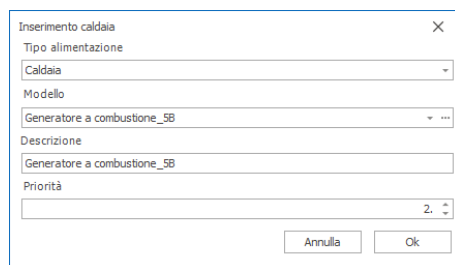 Inserimento caldaia
Tipo alimentazione
Caldaia
Modello
Generatore a combustione_5B
Descrizione
Generatore a combustione_5B
Priorità
2.
Annulla Ok